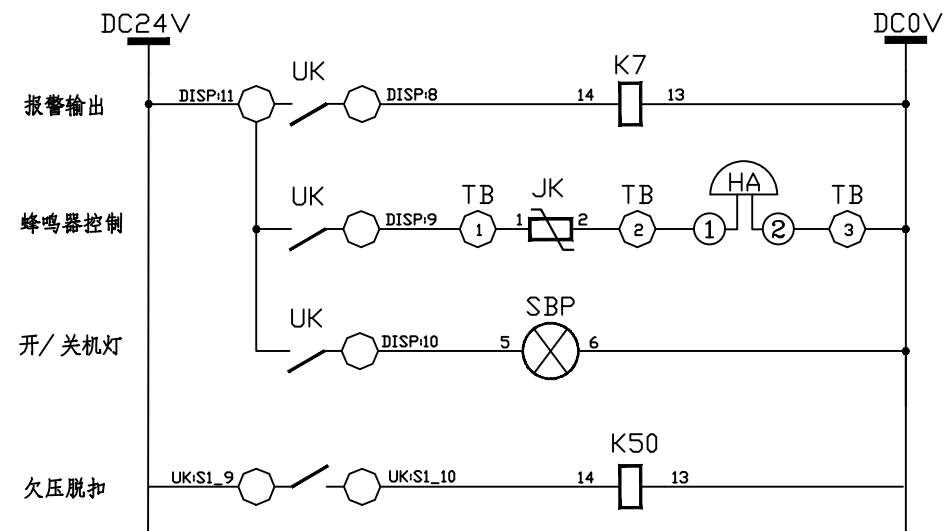 DC24V DC0V
报警输出 DISP:11 UK DISP:8 14 K7 13
蜂鸣器控制 UK DISP:9 TB 1 1 JK 2 TB 2 1 HA 2 TB 3
开/关机灯 UK DISP:10 5 SBP 6
欠压脱扣 UK:S1_9 UK:S1_10 14 K50 13